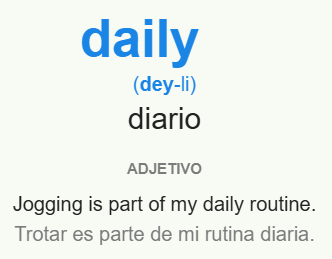 daily
(dey-li)
diario
ADJETIVO
Jogging is part of my daily routine.
Trotar es parte de mi rutina diaria.